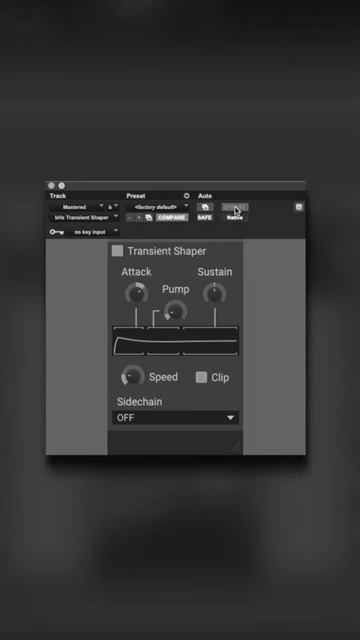 Track Preset Auto
Mastered b <factory default>
kHs Transient Shaper - + COMPARE SAFE Native
no key input
Transient Shaper
Attack Sustain
Pump
Speed Clip
Sidechain
OFF